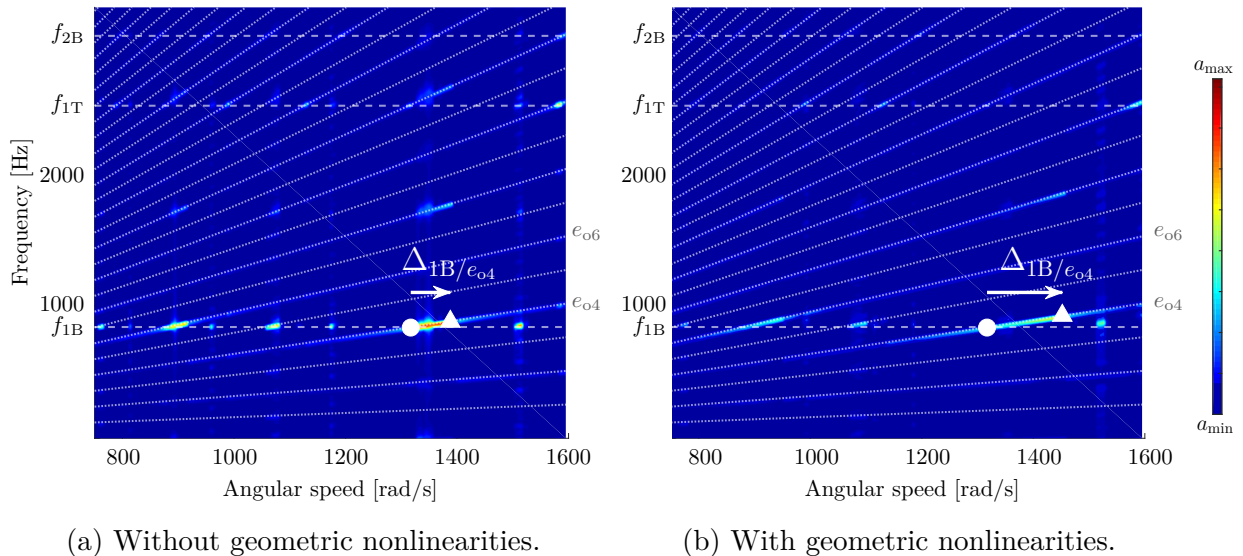 f2B
f1T
2000
1000
f1B
Frequency [Hz]
Δ1B/eo4
eo6
eo4
800 1000 1200 1400 1600
Angular speed [rad/s]
(a) Without geometric nonlinearities.
f2B
f1T
2000
1000
f1B
Δ1B/eo4
eo6
eo4
800 1000 1200 1400 1600
Angular speed [rad/s]
(b) With geometric nonlinearities.
amax
amin